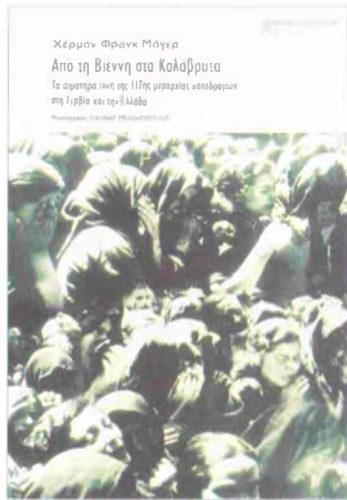 Χέρμαν Φρανκ Μάγερ
Από τη Βιέννη στα Καλάβρυτα
Τα αιματηρά ίχνη της 117ης μεραρχίας καταδρομών
στη Σερβία και την Ελλάδα